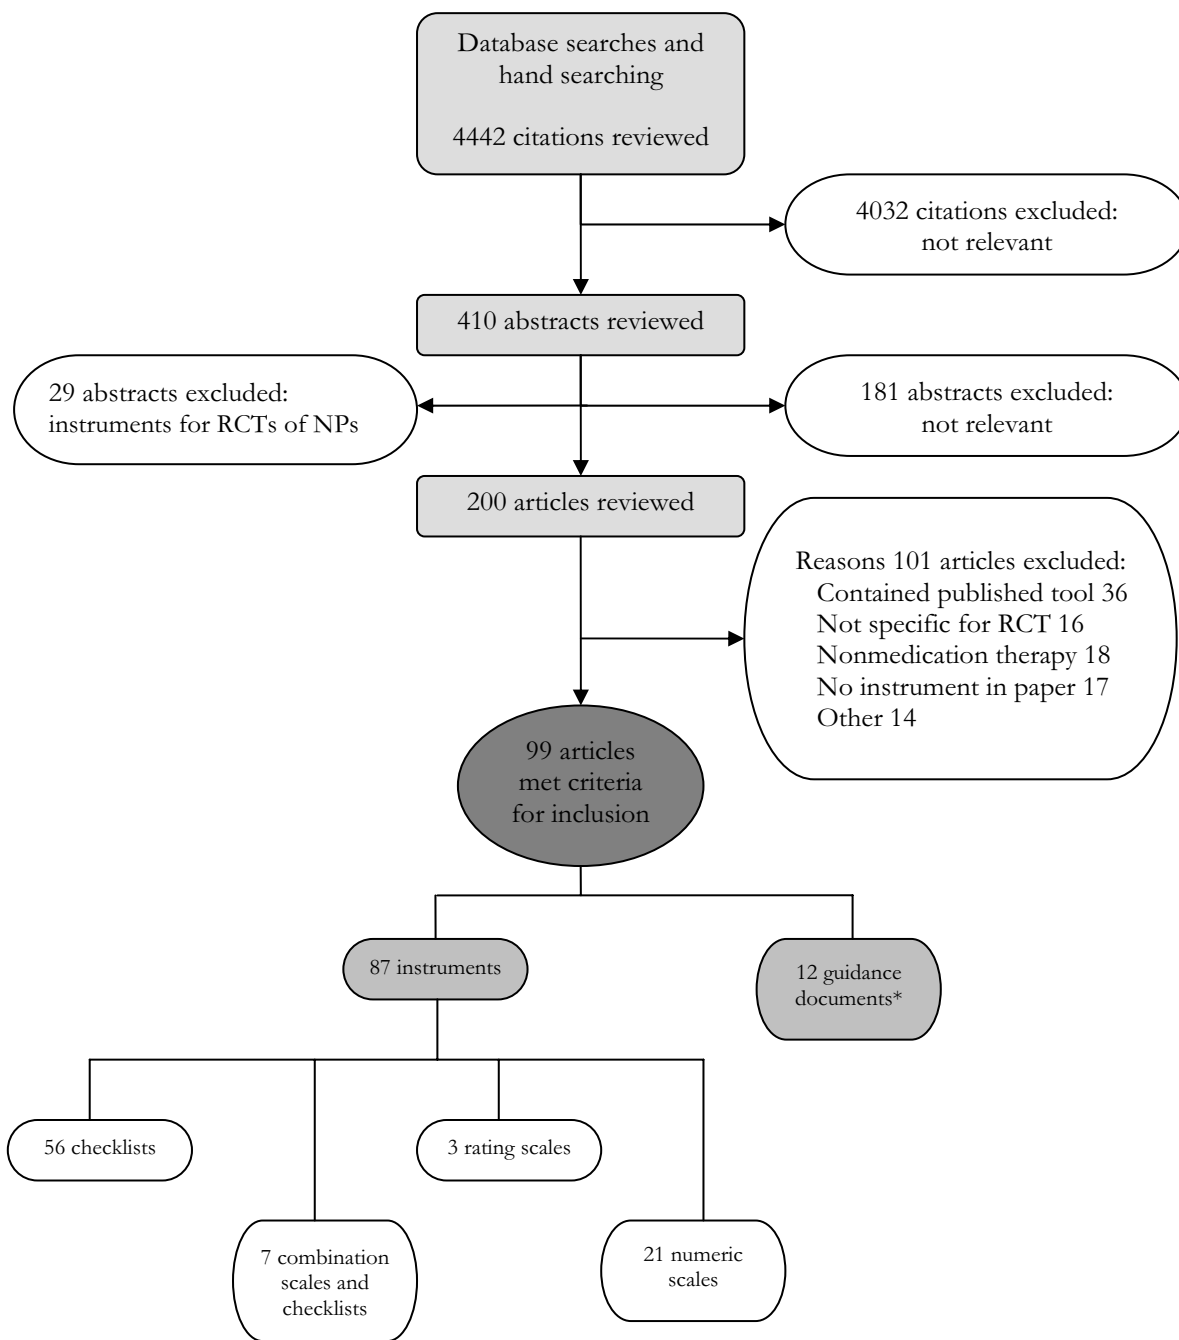 Database searches and
hand searching
4442 citations reviewed
4032 citations excluded:
not relevant
410 abstracts reviewed
29 abstracts excluded:
instruments for RCTs of NPs
181 abstracts excluded:
not relevant
200 articles reviewed
Reasons 101 articles excluded:
Contained published tool 36
Not specific for RCT 16
Nonmedication therapy 18
No instrument in paper 17
Other 14
99 articles
met criteria
for inclusion
87 instruments
12 guidance
documents*
56 checklists
3 rating scales
7 combination
scales and
checklists
21 numeric
scales